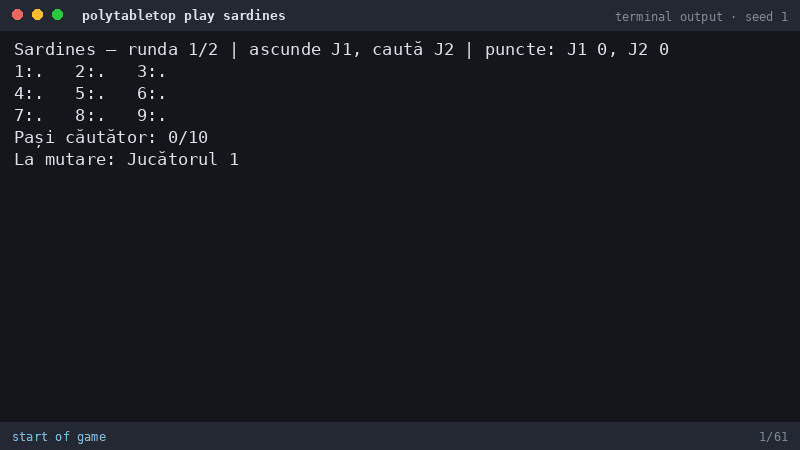 polytabletop play sardines
terminal output · seed 1
Sardines — runda 1/2 | ascunde J1, caută J2 | puncte: J1 0, J2 0
1:.   2:.   3:.
4:.   5:.   6:.
7:.   8:.   9:.
Pași căutător: 0/10
La mutare: Jucătorul 1
start of game
1/61